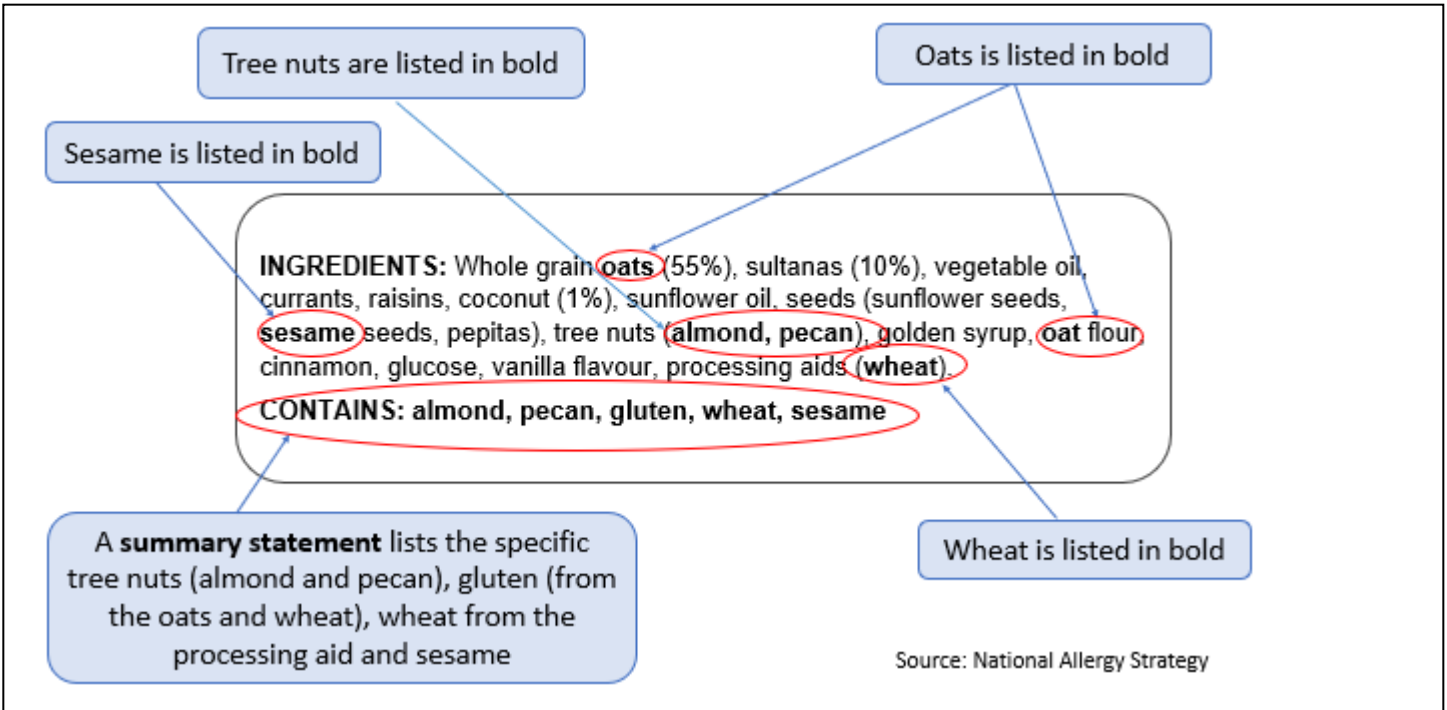 Tree nuts are listed in bold
Oats is listed in bold
Sesame is listed in bold
INGREDIENTS: Whole grain oats (55%), sultanas (10%), vegetable oil,
currants, raisins, coconut (1%), sunflower oil, seeds (sunflower seeds,
sesame seeds, pepitas), tree nuts (almond, pecan), golden syrup, oat flour,
cinnamon, glucose, vanilla flavour, processing aids (wheat).
CONTAINS: almond, pecan, gluten, wheat, sesame
A summary statement lists the specific
tree nuts (almond and pecan), gluten (from
the oats and wheat), wheat from the
processing aid and sesame
Wheat is listed in bold
Source: National Allergy Strategy